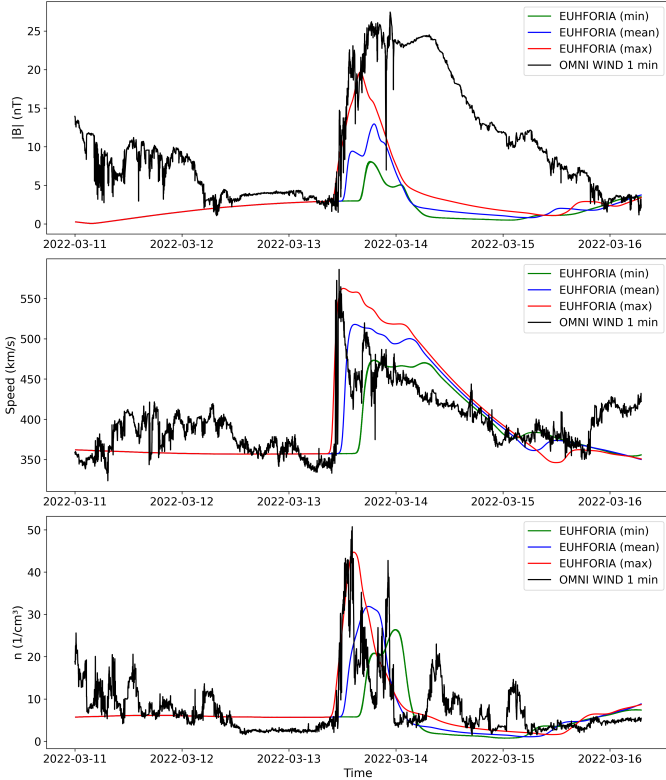 |B| (nT)
25
20
15
10
5
0
EUHFORIA (min)
EUHFORIA (mean)
EUHFORIA (max)
OMNI WIND 1 min
2022-03-11
2022-03-12
2022-03-13
2022-03-14
2022-03-15
2022-03-16
Speed (km/s)
550
500
450
400
350
EUHFORIA (min)
EUHFORIA (mean)
EUHFORIA (max)
OMNI WIND 1 min
2022-03-11
2022-03-12
2022-03-13
2022-03-14
2022-03-15
2022-03-16
n (1/cm³)
50
40
30
20
10
0
EUHFORIA (min)
EUHFORIA (mean)
EUHFORIA (max)
OMNI WIND 1 min
2022-03-11
2022-03-12
2022-03-13
2022-03-14
2022-03-15
2022-03-16
Time